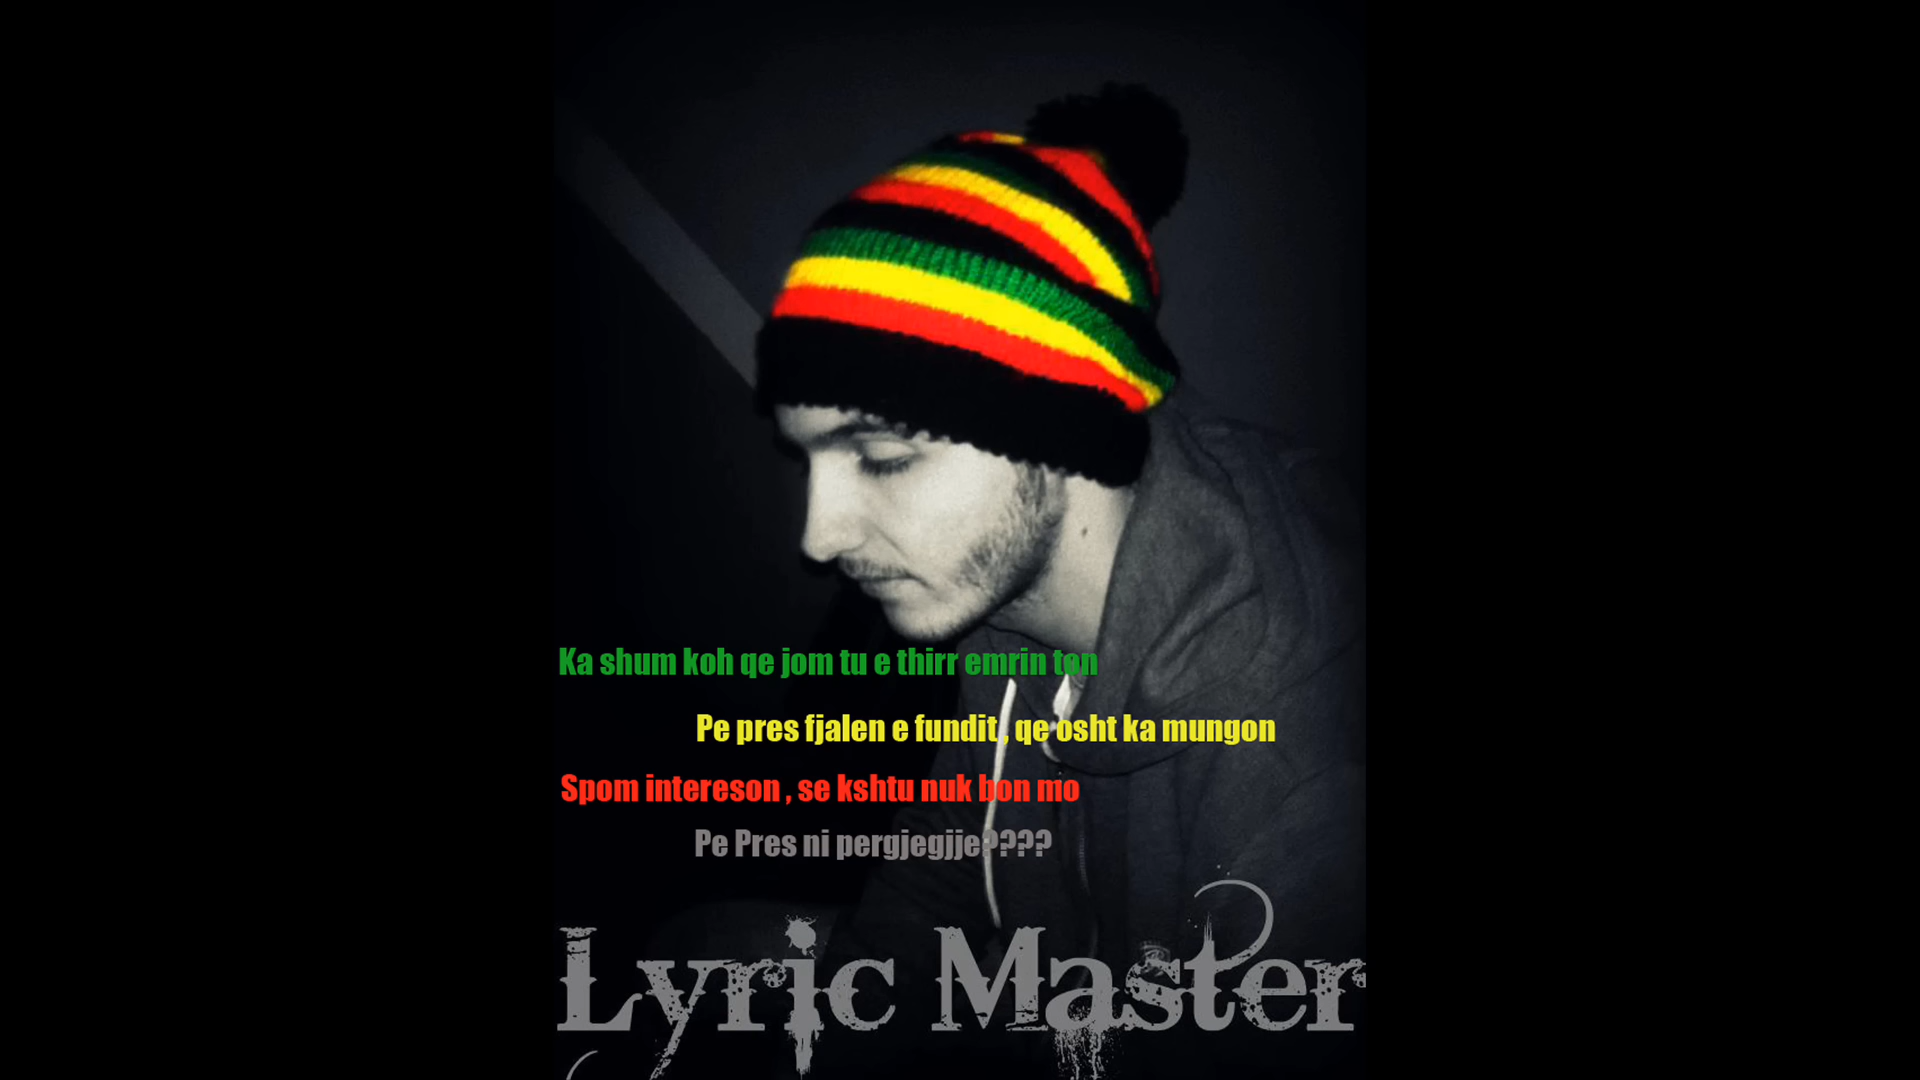 Ka shum koh qe jom tu e thirr emrin ton
Pe pres fjalen e fundit , qe osht ka mungon
Spom intereson , se kshtu nuk bon mo
Pe Pres ni pergjegjje????
Lyric Master